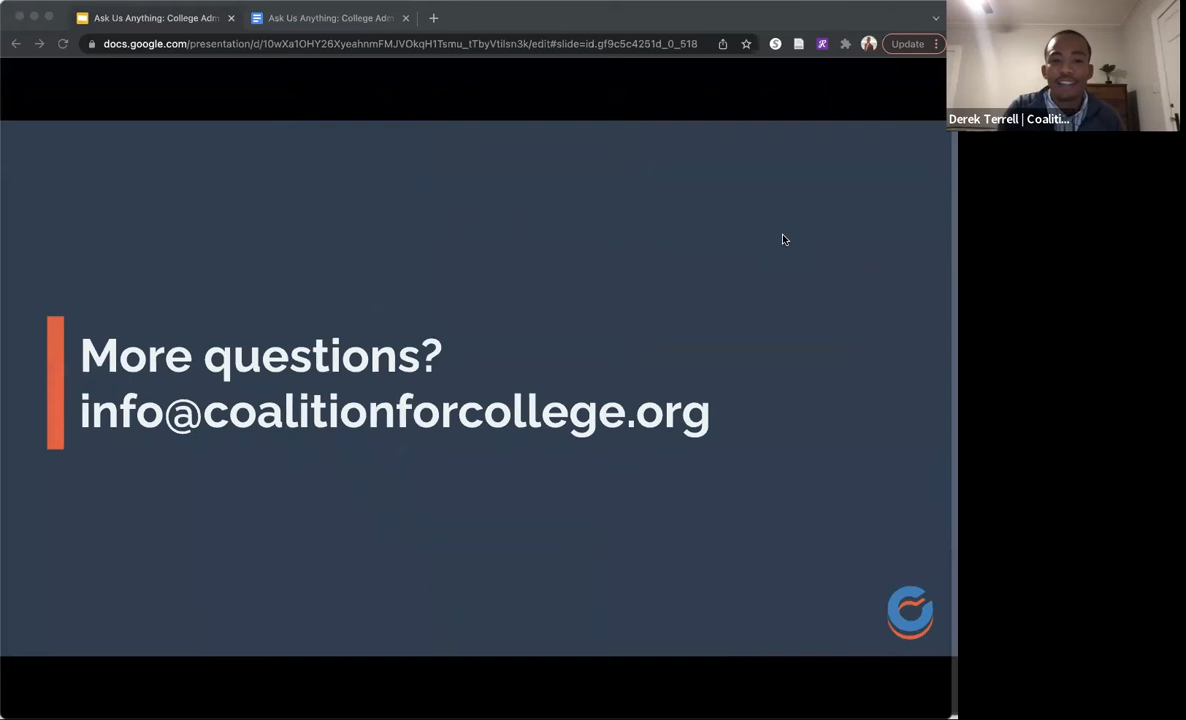 Ask Us Anything: College Adm
Ask Us Anything: College Adm
docs.google.com/presentation/d/10wXa1OHY26XyeahnmFMJVOkqH1Tsmu_tTbyVtiIsn3k/edit#slide=id.gf9c5c4251d_0_518
Update
Derek Terrell | Coaliti...
More questions?
info@coalitionforcollege.org